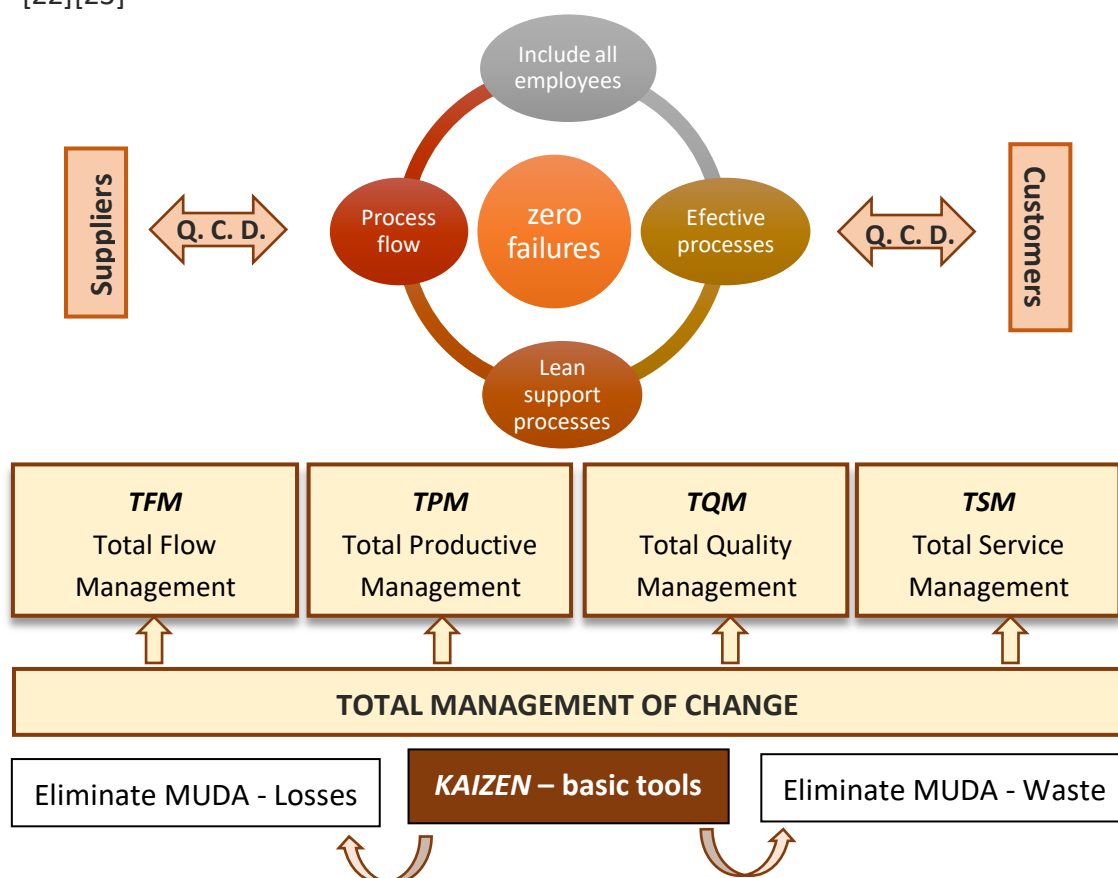 [22][23]
Include all
employees
Suppliers
Q. C. D.
Process
flow
zero
failures
Efective
processes
Q. C. D.
Customers
Lean
support
processes
TFM
Total Flow
Management
TPM
Total Productive
Management
TQM
Total Quality
Management
TSM
Total Service
Management
TOTAL MANAGEMENT OF CHANGE
Eliminate MUDA - Losses
KAIZEN – basic tools
Eliminate MUDA - Waste